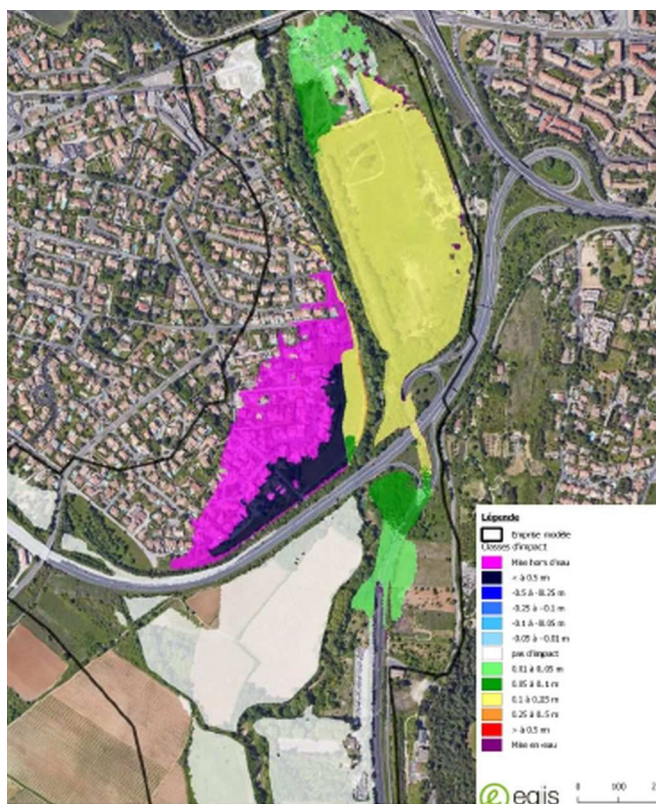 Légende
Emprise modèle
Classes d'impact
Mise hors d'eau
< à 0.5 m
-0.5 à -0.25 m
-0.25 à -0.1 m
-0.1 à -0.05 m
-0.05 à -0.01 m
pas d'impact
0.01 à 0.05 m
0.05 à 0.1 m
0.1 à 0.25 m
0.25 à 0.5 m
> à 0.5 m
Mise en eau
egis
0 100